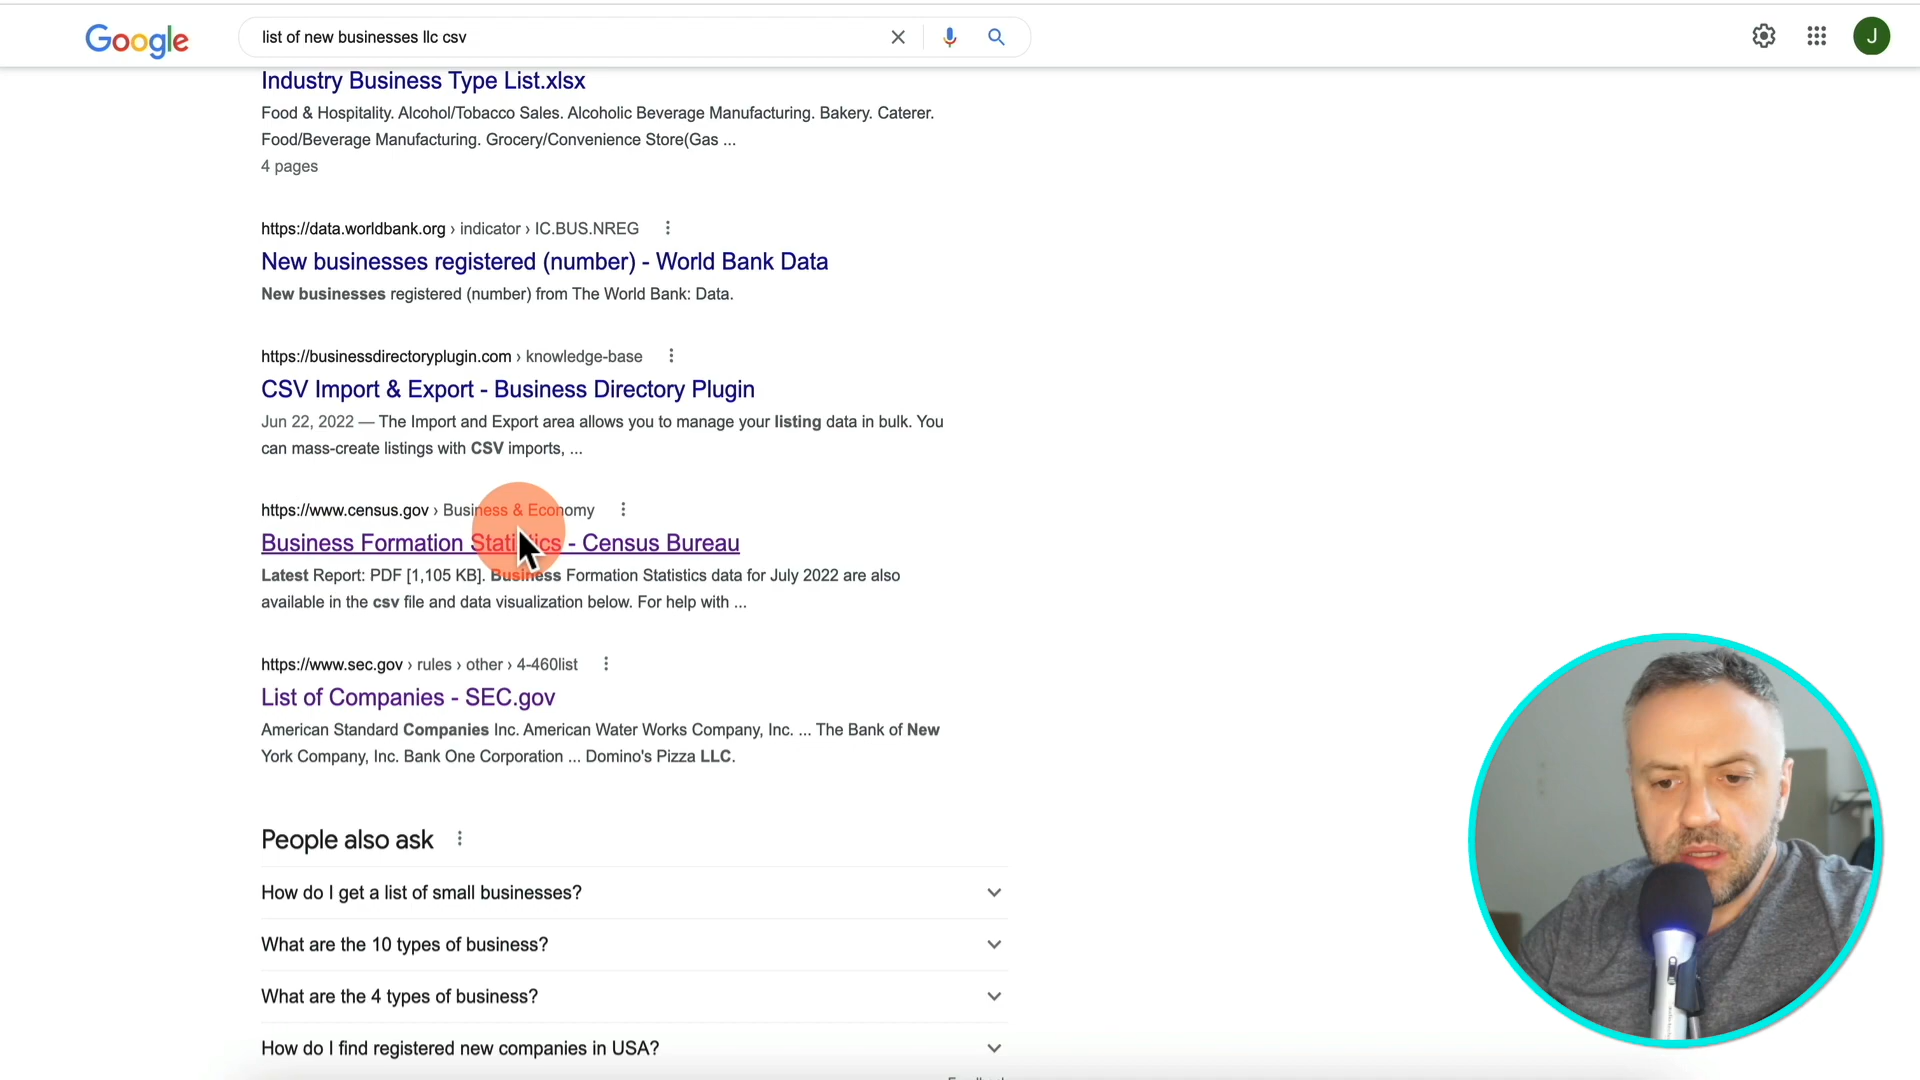 Google
list of new businesses llc csv
J
Industry Business Type List.xlsx
Food & Hospitality. Alcohol/Tobacco Sales. Alcoholic Beverage Manufacturing. Bakery. Caterer.
Food/Beverage Manufacturing. Grocery/Convenience Store(Gas ...
4 pages
https://data.worldbank.org › indicator › IC.BUS.NREG
New businesses registered (number) - World Bank Data
New businesses registered (number) from The World Bank: Data.
https://businessdirectoryplugin.com › knowledge-base
CSV Import & Export - Business Directory Plugin
Jun 22, 2022 — The Import and Export area allows you to manage your listing data in bulk. You
can mass-create listings with CSV imports, ...
https://www.census.gov › Business & Economy
Business Formation Statistics - Census Bureau
Latest Report: PDF [1,105 KB]. Business Formation Statistics data for July 2022 are also
available in the csv file and data visualization below. For help with ...
https://www.sec.gov › rules › other › 4-460list
List of Companies - SEC.gov
American Standard Companies Inc. American Water Works Company, Inc. ... The Bank of New
York Company, Inc. Bank One Corporation ... Domino's Pizza LLC.
People also ask
How do I get a list of small businesses?
What are the 10 types of business?
What are the 4 types of business?
How do I find registered new companies in USA?